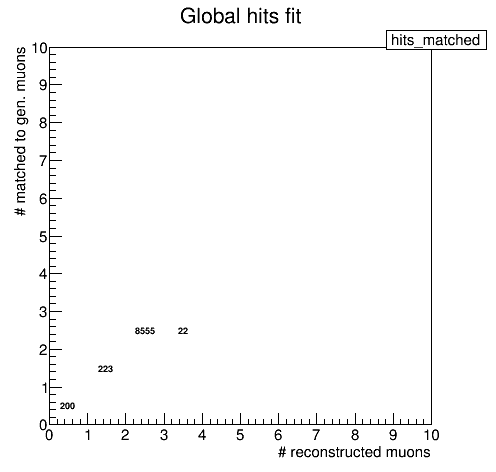 Global hits fit
hits_matched
# matched to gen. muons
10
9
8
7
6
5
4
3
2
1
0
8555 22
223
200
0 1 2 3 4 5 6 7 8 9 10
# reconstructed muons